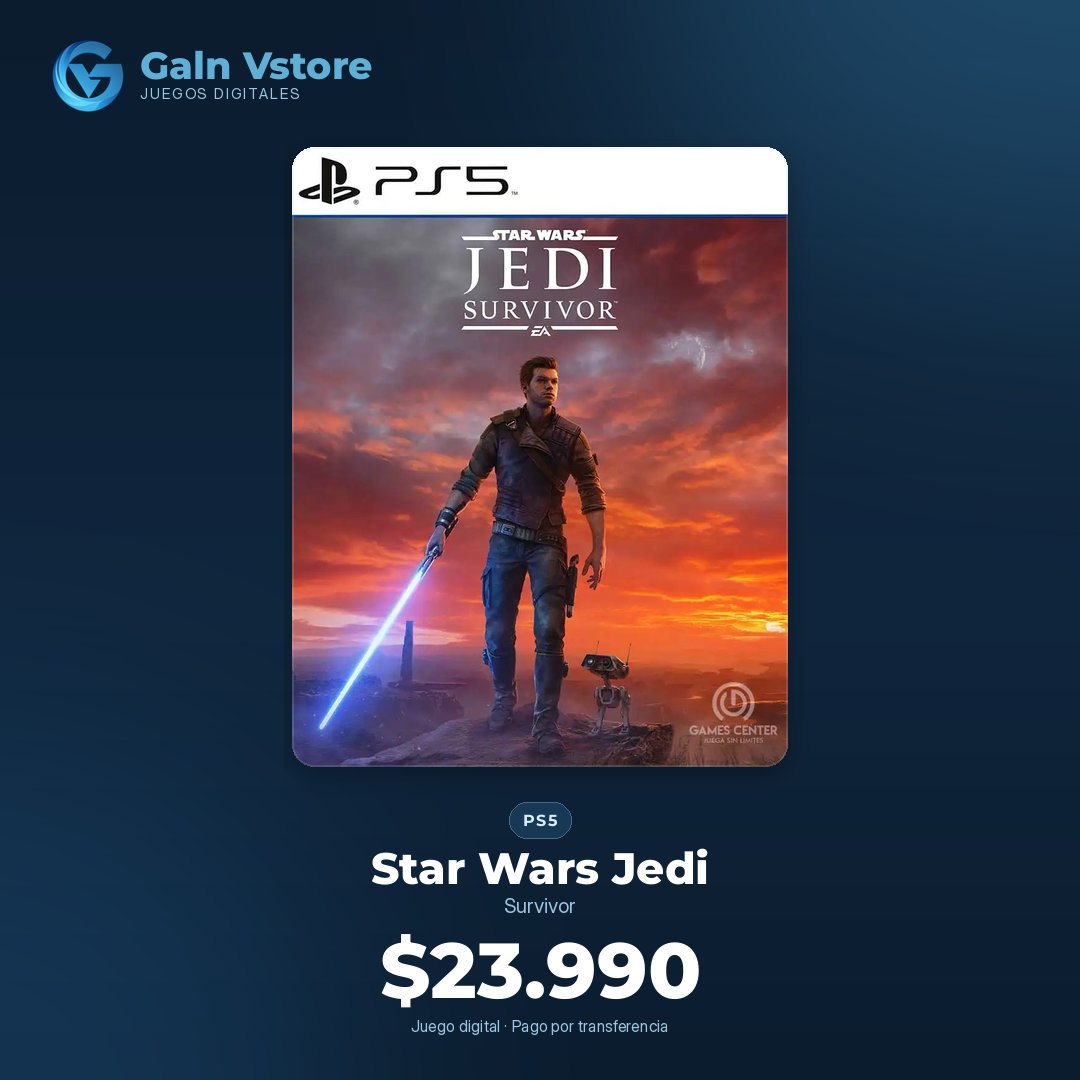 GaIn Vstore
JUEGOS DIGITALES
PS5
STAR WARS
JEDI
SURVIVOR
EA
GAMES CENTER
JUEGA SIN LIMITES
PS5
Star Wars Jedi
Survivor
$23.990
Juego digital · Pago por transferencia